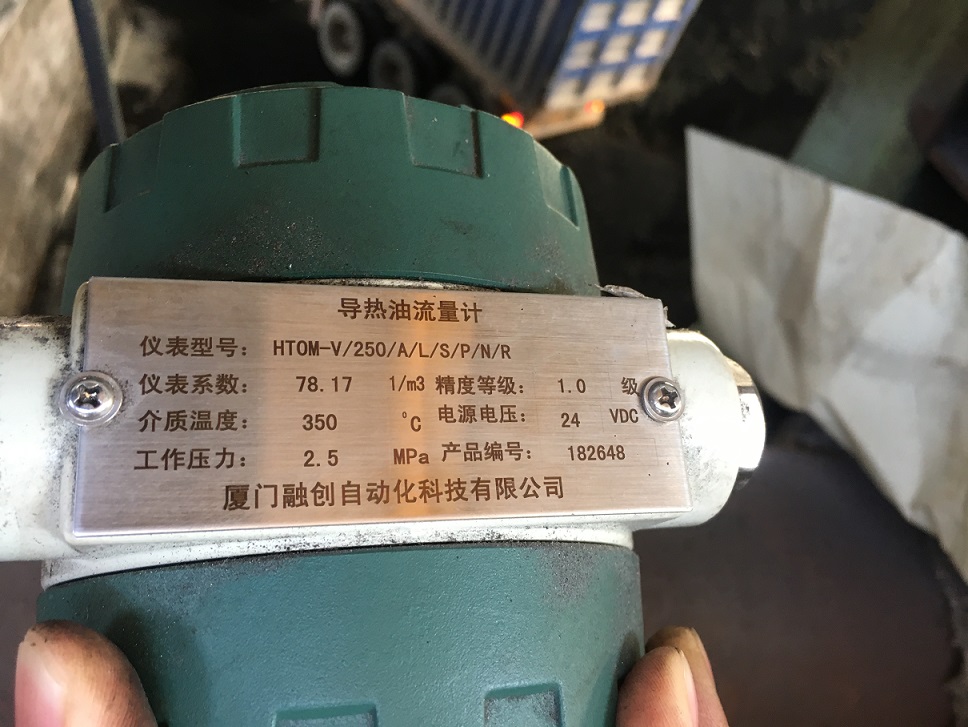 导热油流量计
仪表型号： HTOM-V/250/A/L/S/P/N/R
仪表系数： 78.17 1/m3 精度等级： 1.0 级
介质温度： 350 ℃ 电源电压： 24 VDC
工作压力： 2.5 MPa 产品编号： 182648
厦门融创自动化科技有限公司